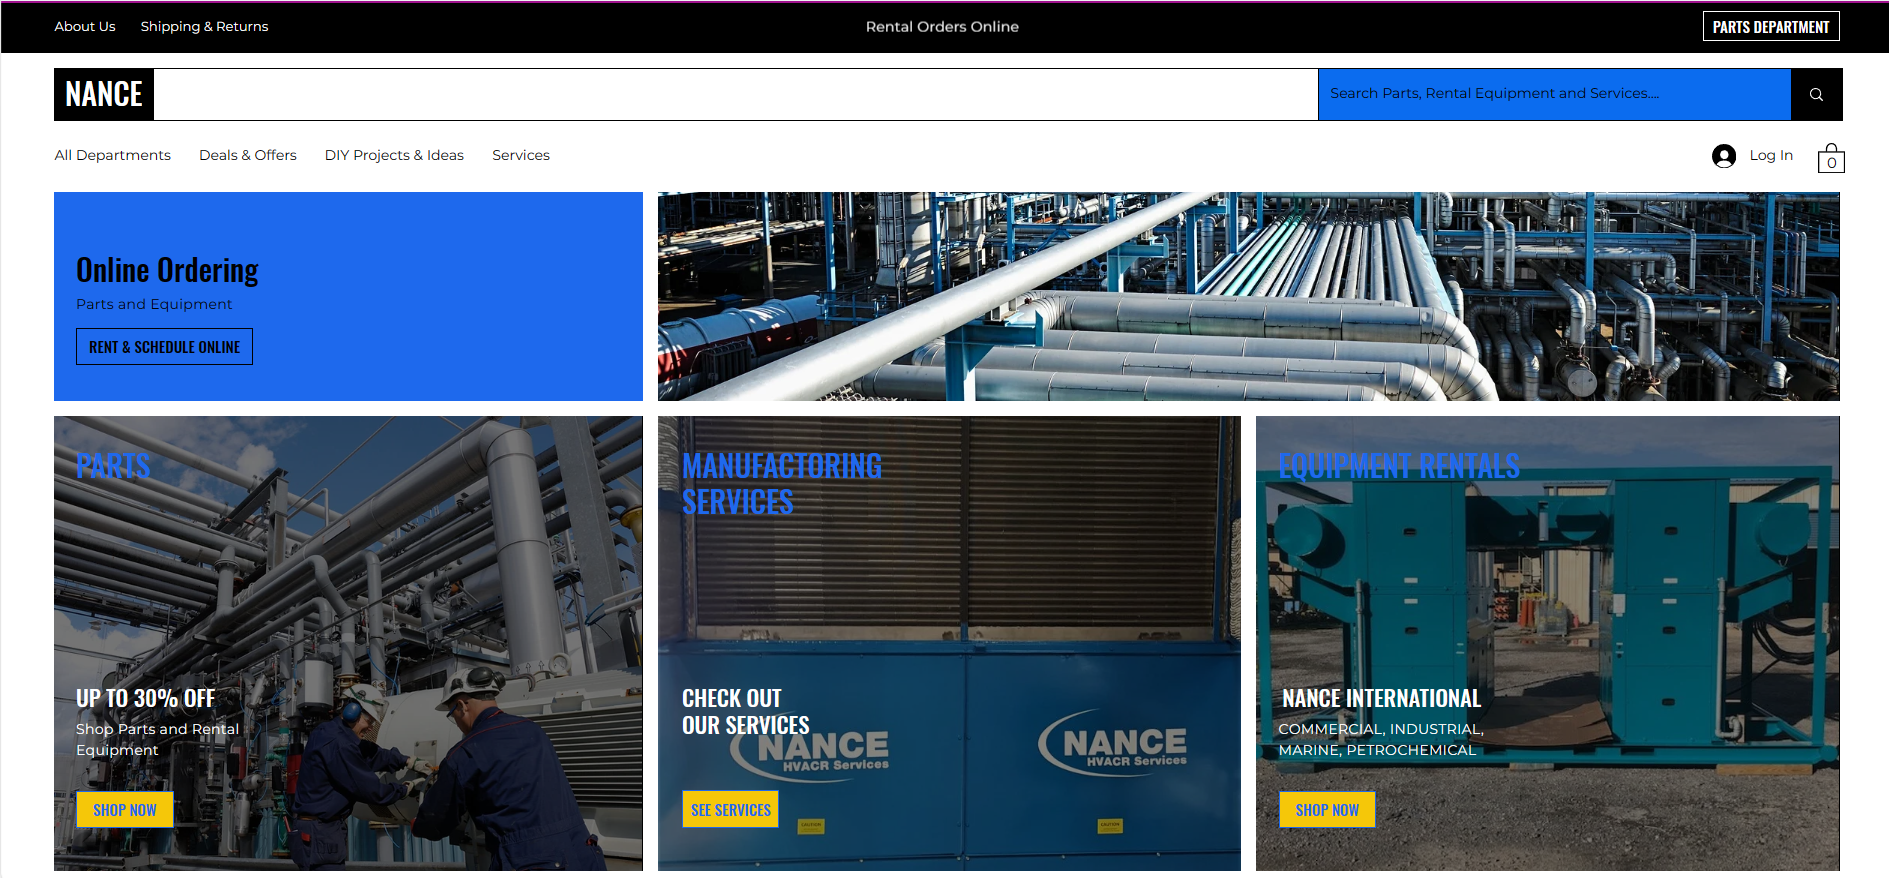 About Us
Shipping & Returns
Rental Orders Online
PARTS DEPARTMENT
NANCE
Search Parts, Rental Equipment and Services....
All Departments
Deals & Offers
DIY Projects & Ideas
Services
Log In
0
Online Ordering
Parts and Equipment
RENT & SCHEDULE ONLINE
PARTS
UP TO 30% OFF
Shop Parts and Rental
Equipment
SHOP NOW
MANUFACTORING
SERVICES
CHECK OUT
OUR SERVICES
NANCE
HVACR Services
NANCE
HVACR Services
SEE SERVICES
CAUTION
CAUTION
EQUIPMENT RENTALS
NANCE INTERNATIONAL
COMMERCIAL, INDUSTRIAL,
MARINE, PETROCHEMICAL
SHOP NOW